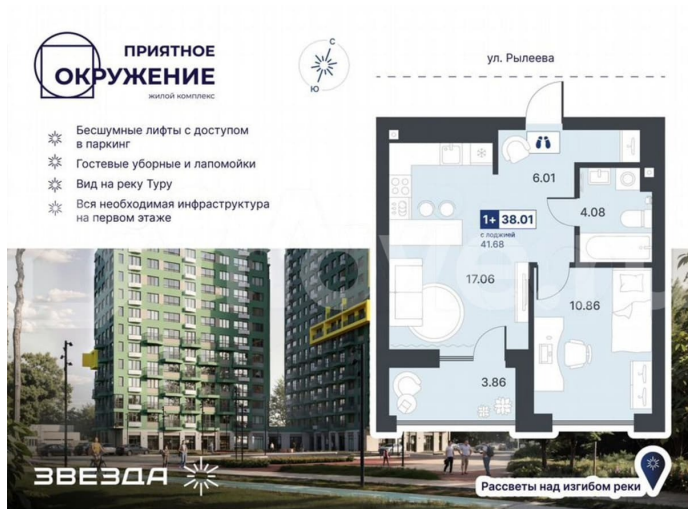 ПРИЯТНОЕ
ОКРУЖЕНИЕ
жилой комплекс
С
Ю
ул. Рылеева
Бесшумные лифты с доступом
в паркинг
Гостевые уборные и лапомойки
Вид на реку Туру
Вся необходимая инфраструктура
на первом этаже
6.01
1+ 38.01
с лоджией
41.68
4.08
17.06
10.86
3.86
ЗВЕЗДА
Рассветы над изгибом реки